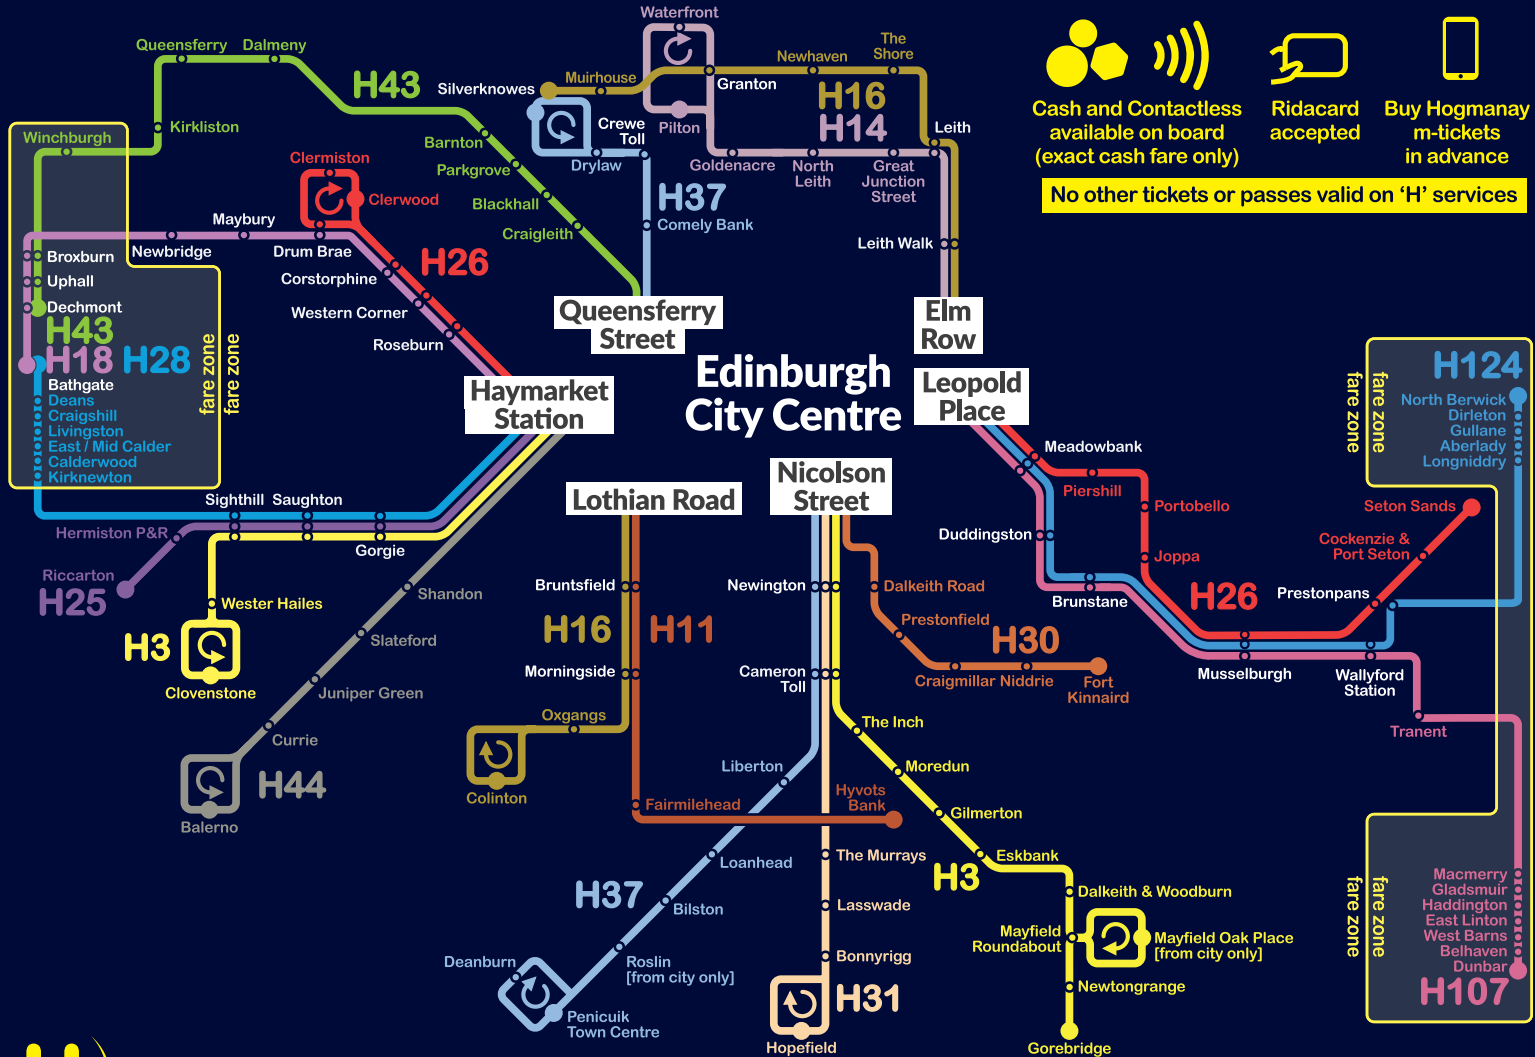 Waterfront
The
Shore
Queensferry
Dalmeny
Newhaven
Muirhouse
H43
Silverknowes
Granton
H16
H14
Cash and Contactless
available on board
(exact cash fare only)
Ridacard
accepted
Buy Hogmanay
m-tickets
in advance
No other tickets or passes valid on ‘H’ services
Kirkliston
Winchburgh
Crewe
Toll
Pilton
Leith
Barnton
Drylaw
Goldenacre
North
Leith
Great
Junction
Street
Clermiston
Parkgrove
Clerwood
Blackhall
H37
Comely Bank
Craigleith
Leith Walk
Maybury
Newbridge
Drum Brae
H26
Corstorphine
Western Corner
Roseburn
Broxburn
Uphall
Dechmont
H43
H18
H28
fare zone
fare zone
Bathgate
Deans
Craigshill
Livingston
East / Mid Calder
Calderwood
Kirknewton
Queensferry
Street
Elm
Row
Edinburgh
City Centre
Haymarket
Station
Leopold
Place
Nicolson
Street
Lothian Road
fare zone
fare zone
H124
North Berwick
Dirleton
Gullane
Aberlady
Longniddry
Meadowbank
Piershill
Portobello
Joppa
Seton Sands
Cockenzie &
Port Seton
Prestonpans
H26
Duddingston
Brunstane
Musselburgh
Wallyford
Station
Tranent
Sighthill
Saughton
Hermiston P&R
Gorgie
Riccarton
H25
Wester Hailes
H3
Clovenstone
Shandon
Slateford
Juniper Green
Currie
H44
Balerno
Bruntsfield
H16
H11
Morningside
Oxgangs
Colinton
Fairmilehead
Hyvots
Bank
Newington
Cameron
Toll
Dalkeith Road
Prestonfield
H30
Craigmillar
Niddrie
Fort
Kinnaird
The Inch
Moredun
Gilmerton
Eskbank
H3
Dalkeith & Woodburn
Mayfield
Roundabout
Mayfield Oak Place
[from city only]
Newtongrange
Gorebridge
Liberton
Loanhead
H37
Bilston
Roslin
[from city only]
Deanburn
Penicuik
Town Centre
The Murrays
Lasswade
Bonnyrigg
H31
Hopefield
fare zone
fare zone
Macmerry
Gladsmuir
Haddington
East Linton
West Barns
Belhaven
Dunbar
H107